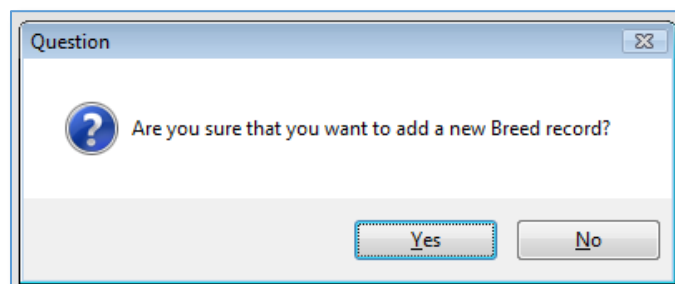 Question
Are you sure that you want to add a new Breed record?
Yes
No